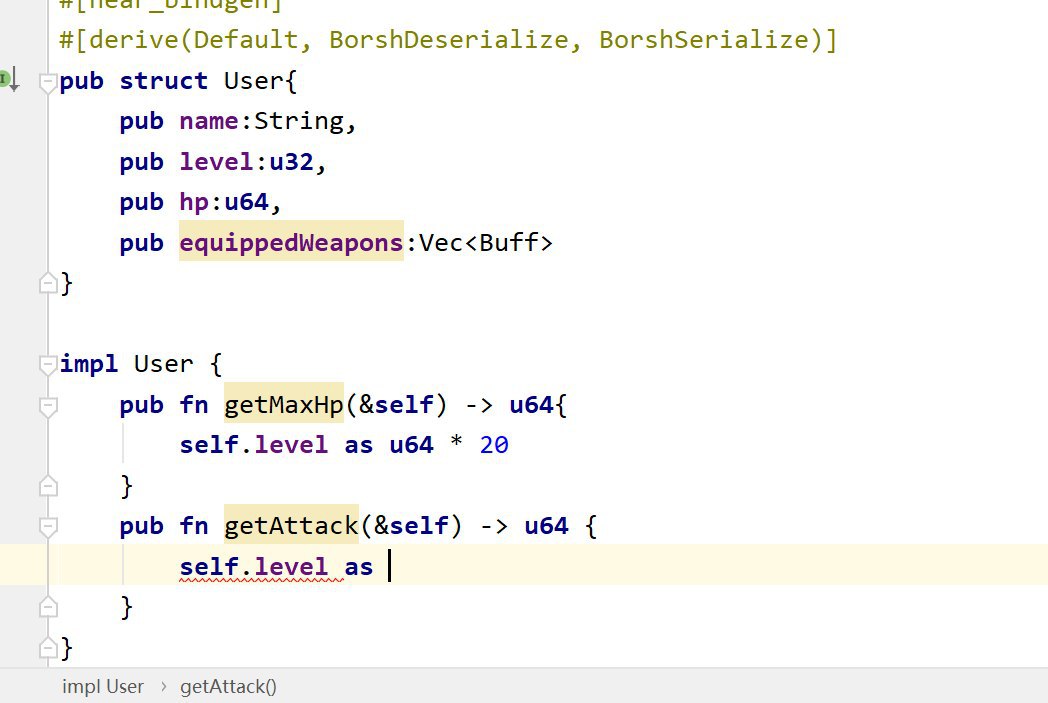 #[near_bindgen]
#[derive(Default, BorshDeserialize, BorshSerialize)]
pub struct User{
    pub name:String,
    pub level:u32,
    pub hp:u64,
    pub equippedWeapons:Vec<Buff>
}
impl User {
    pub fn getMaxHp(&self) -> u64{
        self.level as u64 * 20
    }
    pub fn getAttack(&self) -> u64 {
        self.level as
    }
}
impl User › getAttack()